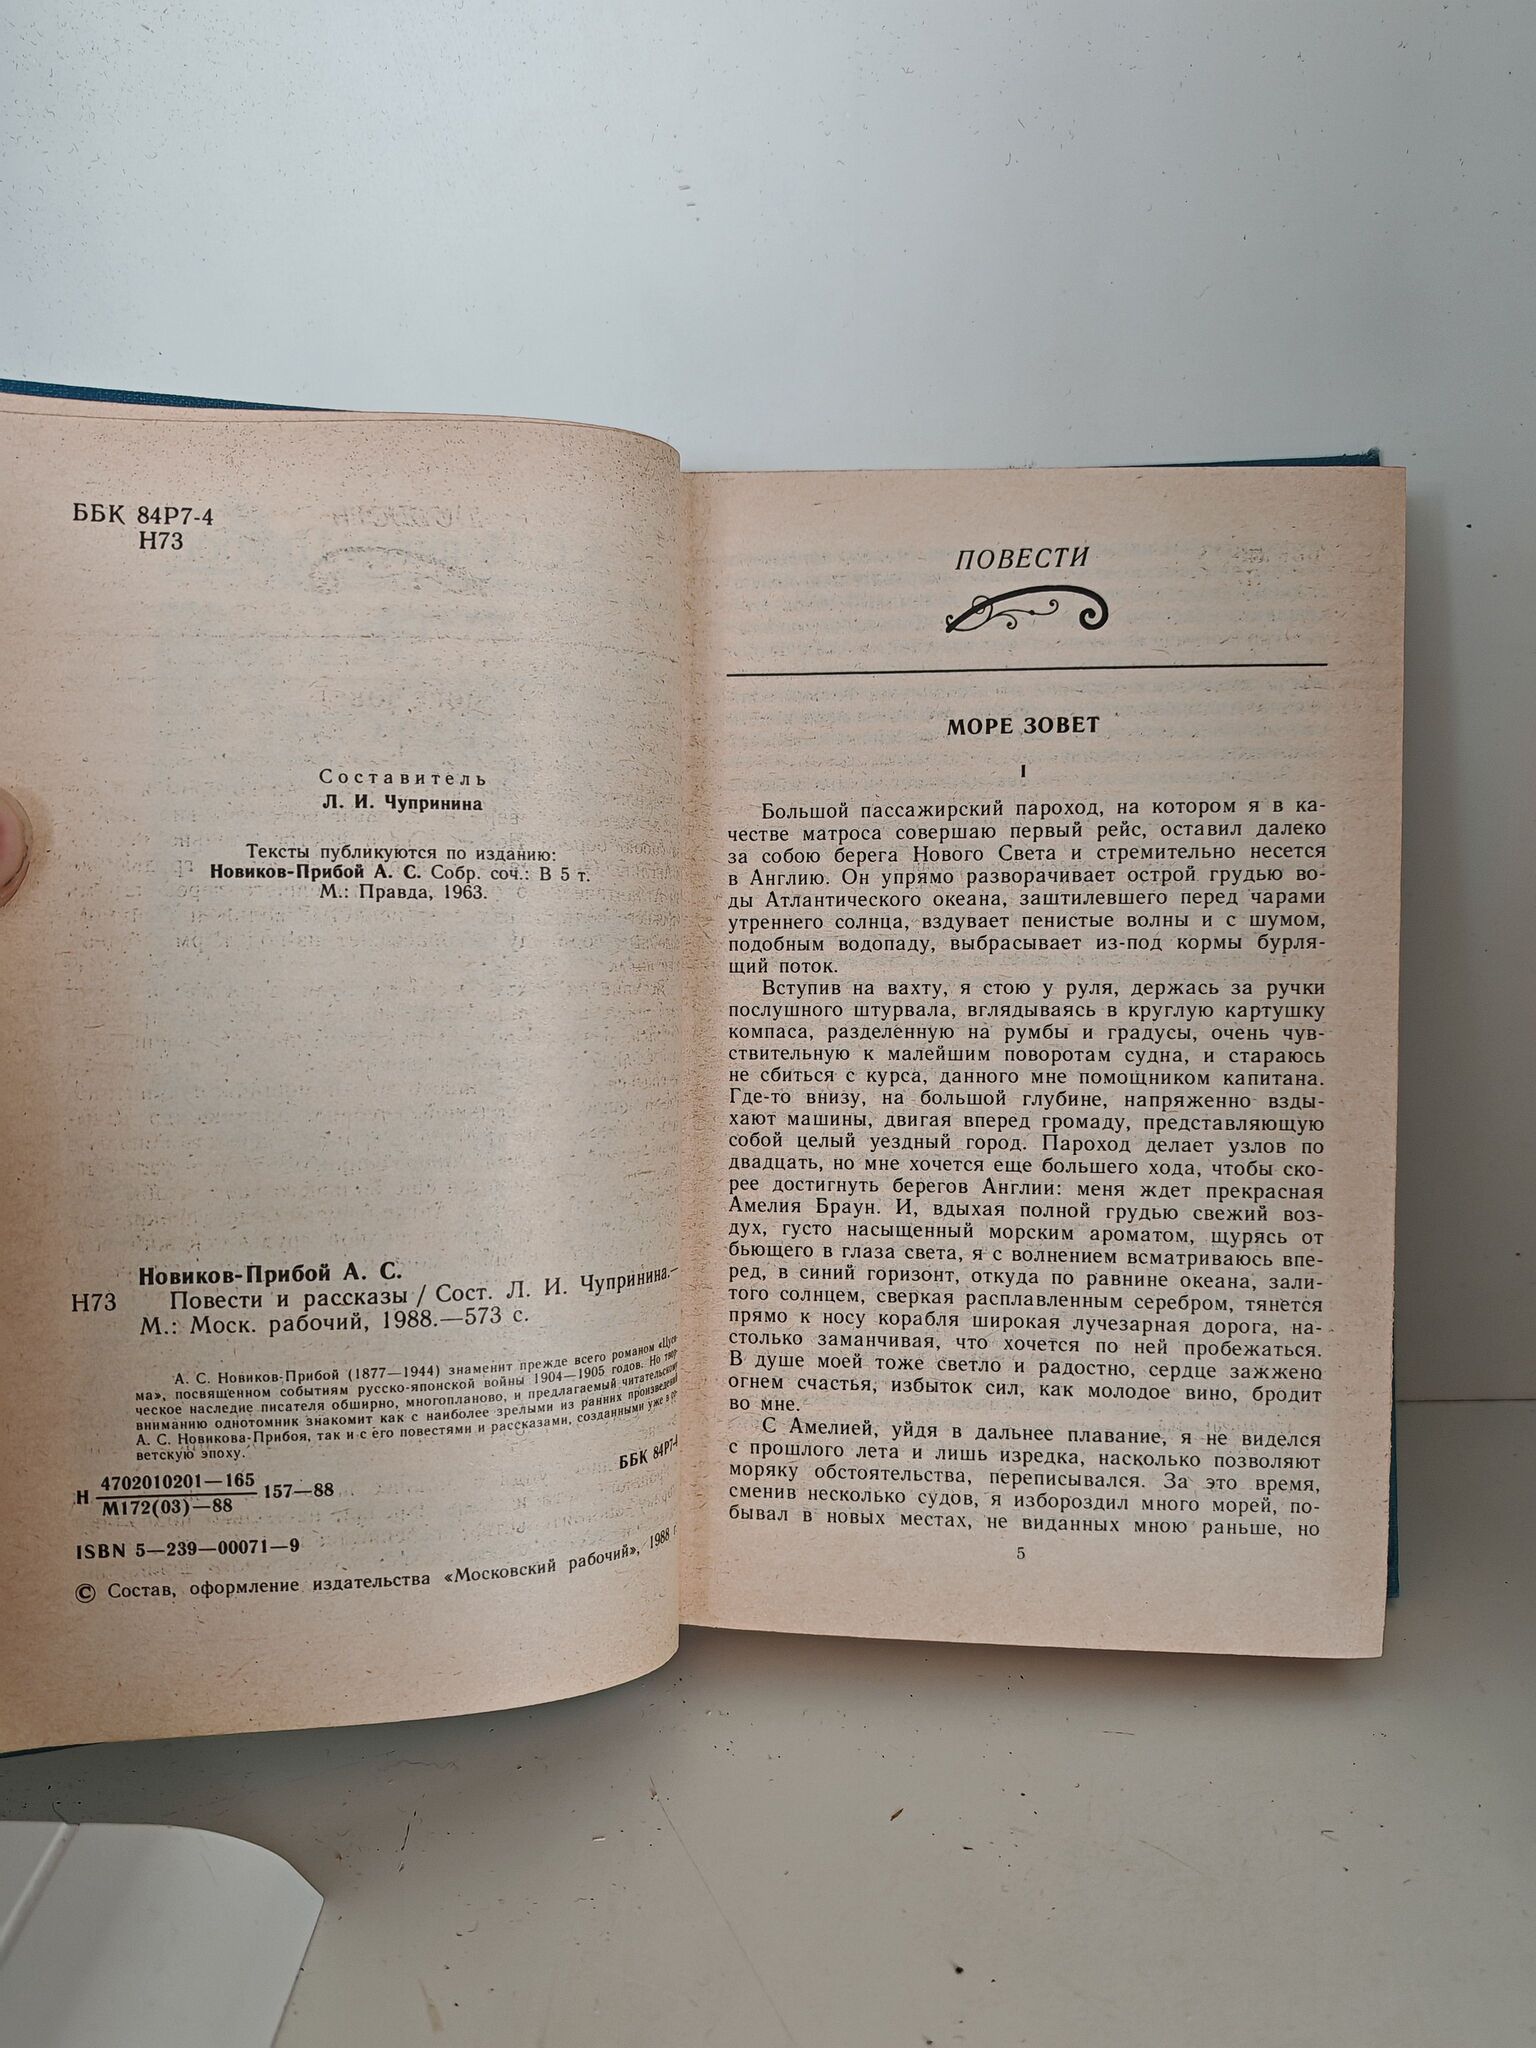 ББК 84Р7-4
Н73
Составитель
Л. И. Чупринина
Тексты публикуются по изданию:
Новиков-Прибой А. С. Собр. соч.: В 5 т.
М.: Правда, 1963.
Новиков-Прибой А. С.
Н73 Повести и рассказы / Сост. Л. И. Чупринина.—
М.: Моск. рабочий, 1988.—573 с.
А. С. Новиков-Прибой (1877—1944) знаменит прежде всего романом «Цуси-
ма», посвященном событиям русско-японской войны 1904—1905 годов. Но твор-
ческое наследие писателя обширно, многопланово, и предлагаемый читательскому
вниманию однотомник знакомит как с наиболее зрелыми из ранних произведений
А. С. Новикова-Прибоя, так и с его повестями и рассказами, созданными уже в со-
ветскую эпоху.
ББК 84Р7-4
Н 4702010201—165
М172(03)—88 157—88
ISBN 5—239—00071—9
© Состав, оформление издательства «Московский рабочий», 1988 г.
ПОВЕСТИ
МОРЕ ЗОВЕТ
I
Большой пассажирский пароход, на котором я в ка-
честве матроса совершаю первый рейс, оставил далеко
за собою берега Нового Света и стремительно несется
в Англию. Он упрямо разворачивает острой грудью во-
ды Атлантического океана, заштилевшего перед чарами
утреннего солнца, вздувает пенистые волны и с шумом,
подобным водопаду, выбрасывает из-под кормы бурля-
щий поток.
Вступив на вахту, я стою у руля, держась за ручки
послушного штурвала, вглядываясь в круглую картушку
компаса, разделенную на румбы и градусы, очень чув-
ствительную к малейшим поворотам судна, и стараюсь
не сбиться с курса, данного мне помощником капитана.
Где-то внизу, на большой глубине, напряженно взды-
хают машины, двигая вперед громаду, представляющую
собой целый уездный город. Пароход делает узлов по
двадцать, но мне хочется еще большего хода, чтобы ско-
рее достигнуть берегов Англии: меня ждет прекрасная
Амелия Браун. И, вдыхая полной грудью свежий воз-
дух, густо насыщенный морским ароматом, щурясь от
бьющего в глаза света, я с волнением всматриваюсь впе-
ред, в синий горизонт, откуда по равнине океана, зали-
того солнцем, сверкая расплавленным серебром, тянется
прямо к носу корабля широкая лучезарная дорога, на-
столько заманчивая, что хочется по ней пробежаться.
В душе моей тоже светло и радостно, сердце зажжено
огнем счастья, избыток сил, как молодое вино, бродит
во мне.
С Амелией, уйдя в дальнее плавание, я не виделся
с прошлого лета и лишь изредка, насколько позволяют
моряку обстоятельства, переписывался. За это время,
сменив несколько судов, я избороздил много морей, по-
бывал в новых местах, не виданных мною раньше, но
5